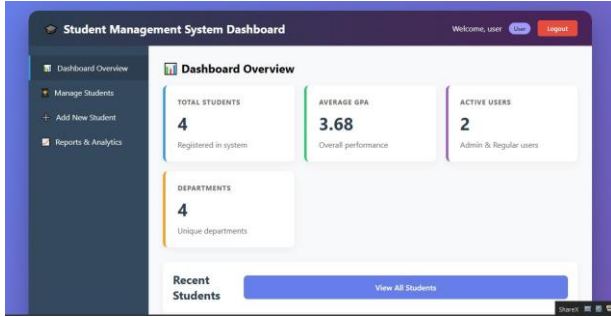 Student Management System Dashboard
Welcome, user User Logout
Dashboard Overview
Manage Students
Add New Student
Reports & Analytics
Dashboard Overview
TOTAL STUDENTS
4
Registered in system
AVERAGE GPA
3.68
Overall performance
ACTIVE USERS
2
Admin & Regular users
DEPARTMENTS
4
Unique departments
Recent
Students
View All Students
ShareX